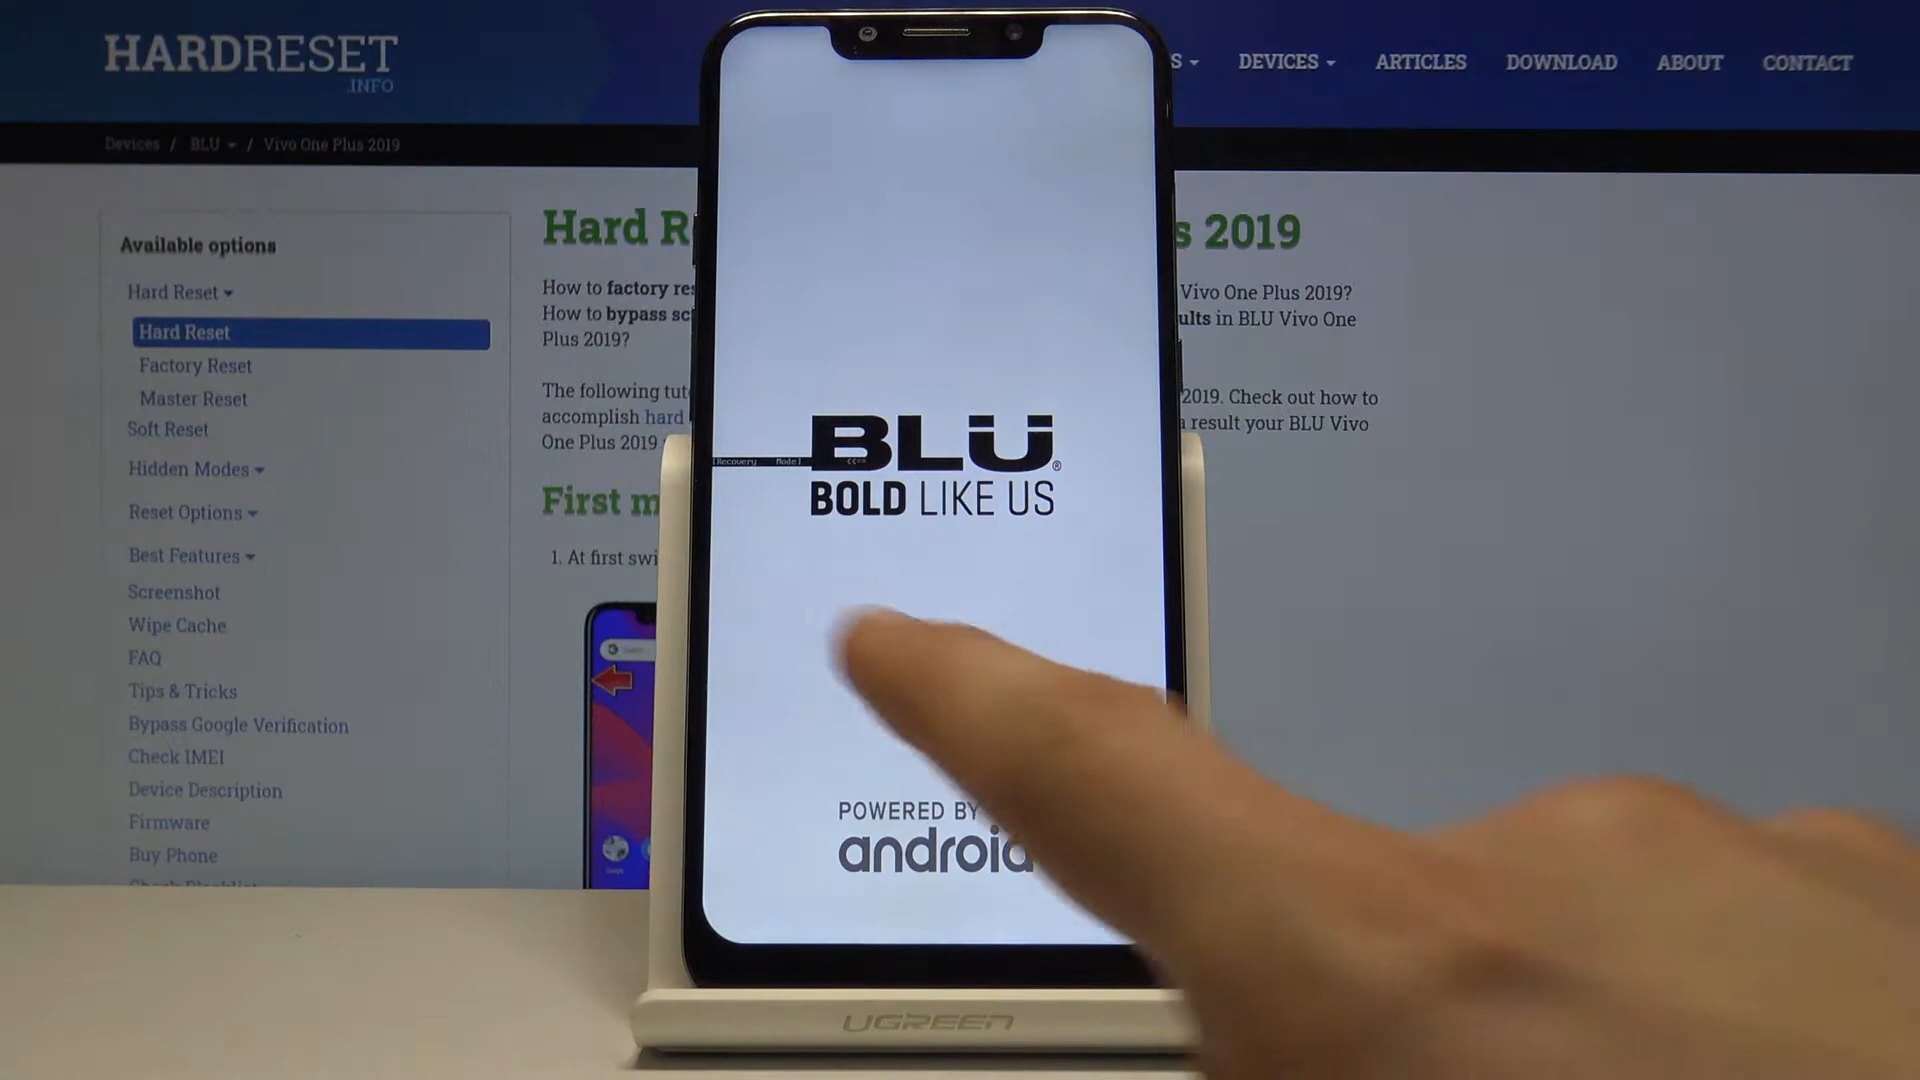 HARDRESET
.INFO
DEVICES
ARTICLES
DOWNLOAD
ABOUT
CONTACT
Devices / BLU / Vivo One Plus 2019
Available options
Hard Reset
Hard Reset
Factory Reset
Master Reset
Soft Reset
Hidden Modes
Reset Options
Best Features
Screenshot
Wipe Cache
FAQ
Tips & Tricks
Bypass Google Verification
Check IMEI
Device Description
Firmware
Buy Phone
Hard R
s 2019
How to factory res
Vivo One Plus 2019?
How to bypass sc
ults in BLU Vivo One
Plus 2019?
The following tut
2019. Check out how to
accomplish hard
a result your BLU Vivo
One Plus 2019
First m
1. At first swi
[Recovery Mode]
BLU®
BOLD LIKE US
POWERED BY
android
UGREEN